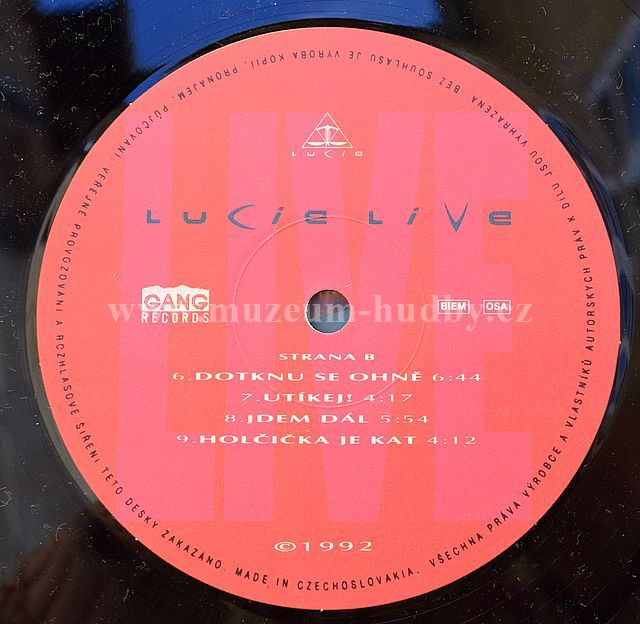 LuCie
LuCie LiVe
LIVE
LIVE
GANG
RECORDS
BIEM
OSA
www.muzeum-hudby.cz
STRANA B
6.DOTKNU SE OHNĚ 6:44
7.UTÍKEJ! 4:17
8.JDEM DÁL 5:54
9.HOLČIČKA JE KAT 4:12
©1992
VŠECHNA PRÁVA VÝROBCE A VLASTNÍKŮ AUTORSKÝCH PRÁV K DÍLU JSOU VYHRAZENA. BEZ SOUHLASU JE VÝROBA KOPIÍ, PRONÁJEM, PŮJČOVÁNÍ, VEŘEJNÉ PROVOZOVÁNÍ A ROZHLASOVÉ ŠÍŘENÍ TÉTO DESKY ZAKÁZÁNO. MADE IN CZECHOSLOVAKIA.